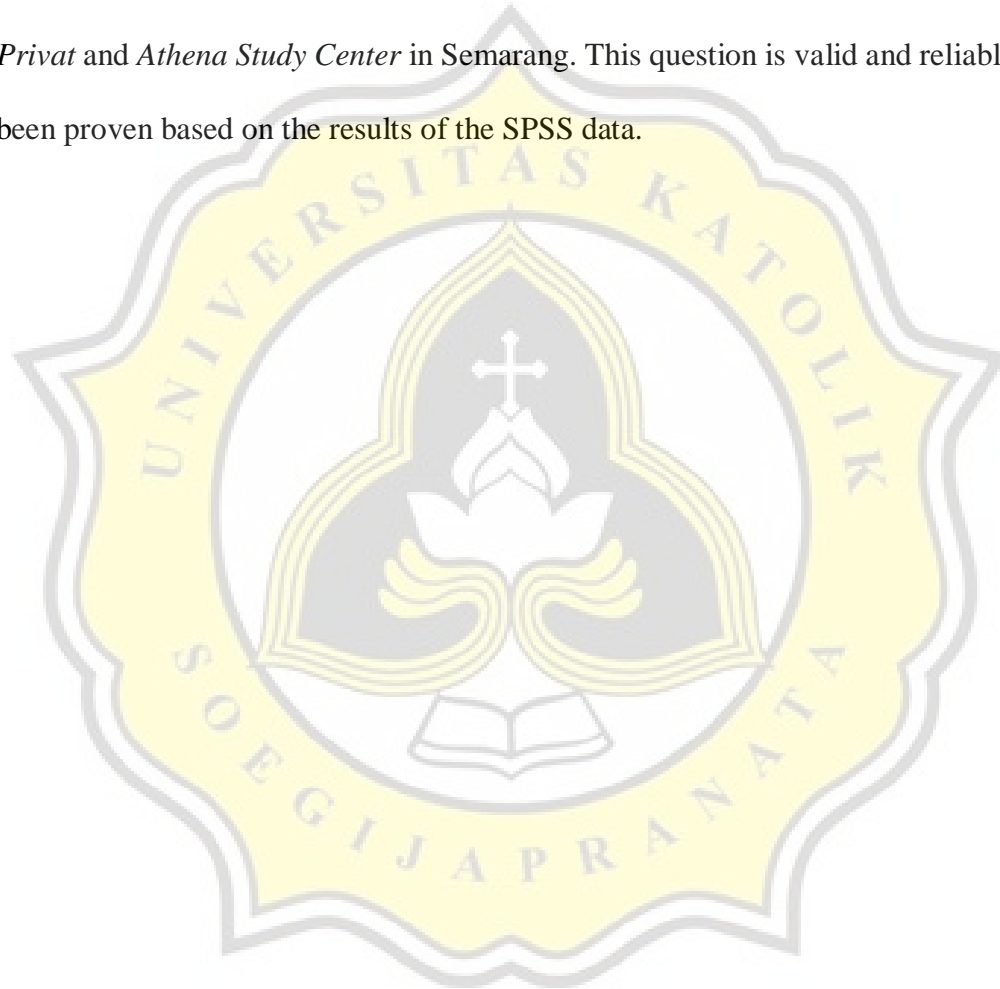 Privat and Athena Study Center in Semarang. This question is valid and reliabl
been proven based on the results of the SPSS data.
UNIVERSITAS KATOLIK
SOEGIJAPRANATA